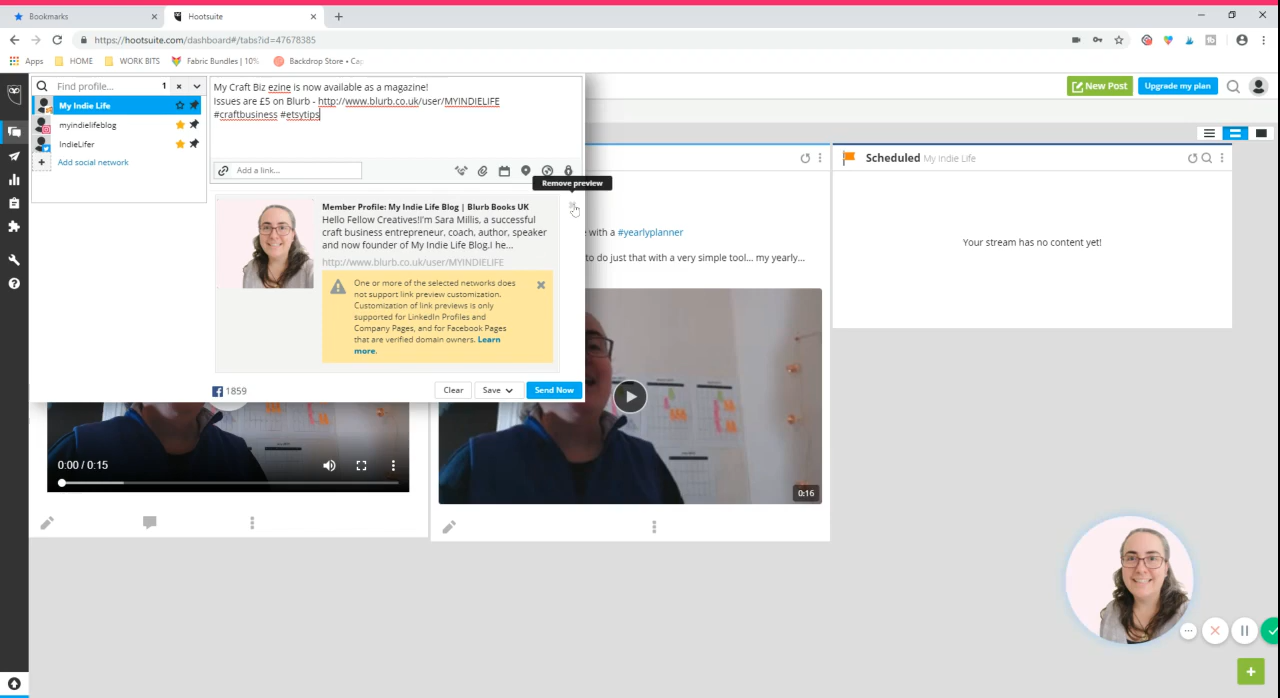 Bookmarks
Hootsuite
https://hootsuite.com/dashboard#/tabs?id=47678385
Apps
HOME
WORK BITS
Fabric Bundles | 10%
Backdrop Store • Ca
Find profile...
1
My Indie Life
myindielifeblog
IndieLifer
Add social network
My Craft Biz ezine is now available as a magazine!
Issues are £5 on Blurb - http://www.blurb.co.uk/user/MYINDIELIFE
#craftbusiness #etsytips
Add a link...
Remove preview
Member Profile: My Indie Life Blog | Blurb Books UK
Hello Fellow Creatives!I'm Sara Millis, a successful
craft business entrepreneur, coach, author, speaker
and now founder of My Indie Life Blog.I he...
http://www.blurb.co.uk/user/MYINDIELIFE
One or more of the selected networks does
not support link preview customization.
Customization of link previews is only
supported for LinkedIn Profiles and
Company Pages, and for Facebook Pages
that are verified domain owners. Learn
more.
1859
Clear
Save
Send Now
New Post
Upgrade my plan
Scheduled My Indie Life
Your stream has no content yet!
with a #yearlyplanner
to do just that with a very simple tool... my yearly...
0:00 / 0:15
0:16